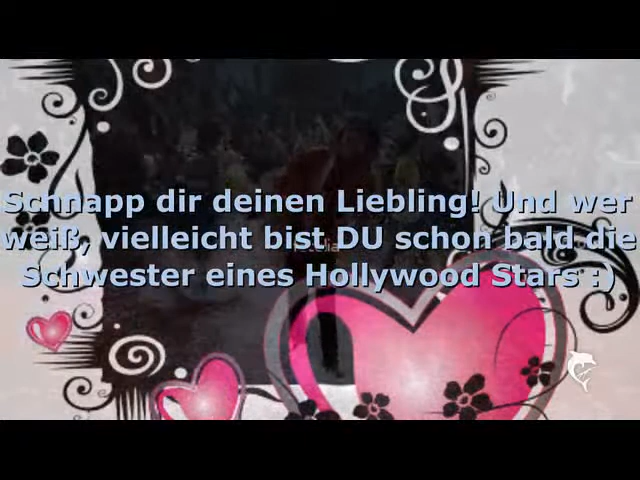 Schnapp dir deinen Liebling! Und wer
weiß, vielleicht bist DU schon bald die
Schwester eines Hollywood Stars :)